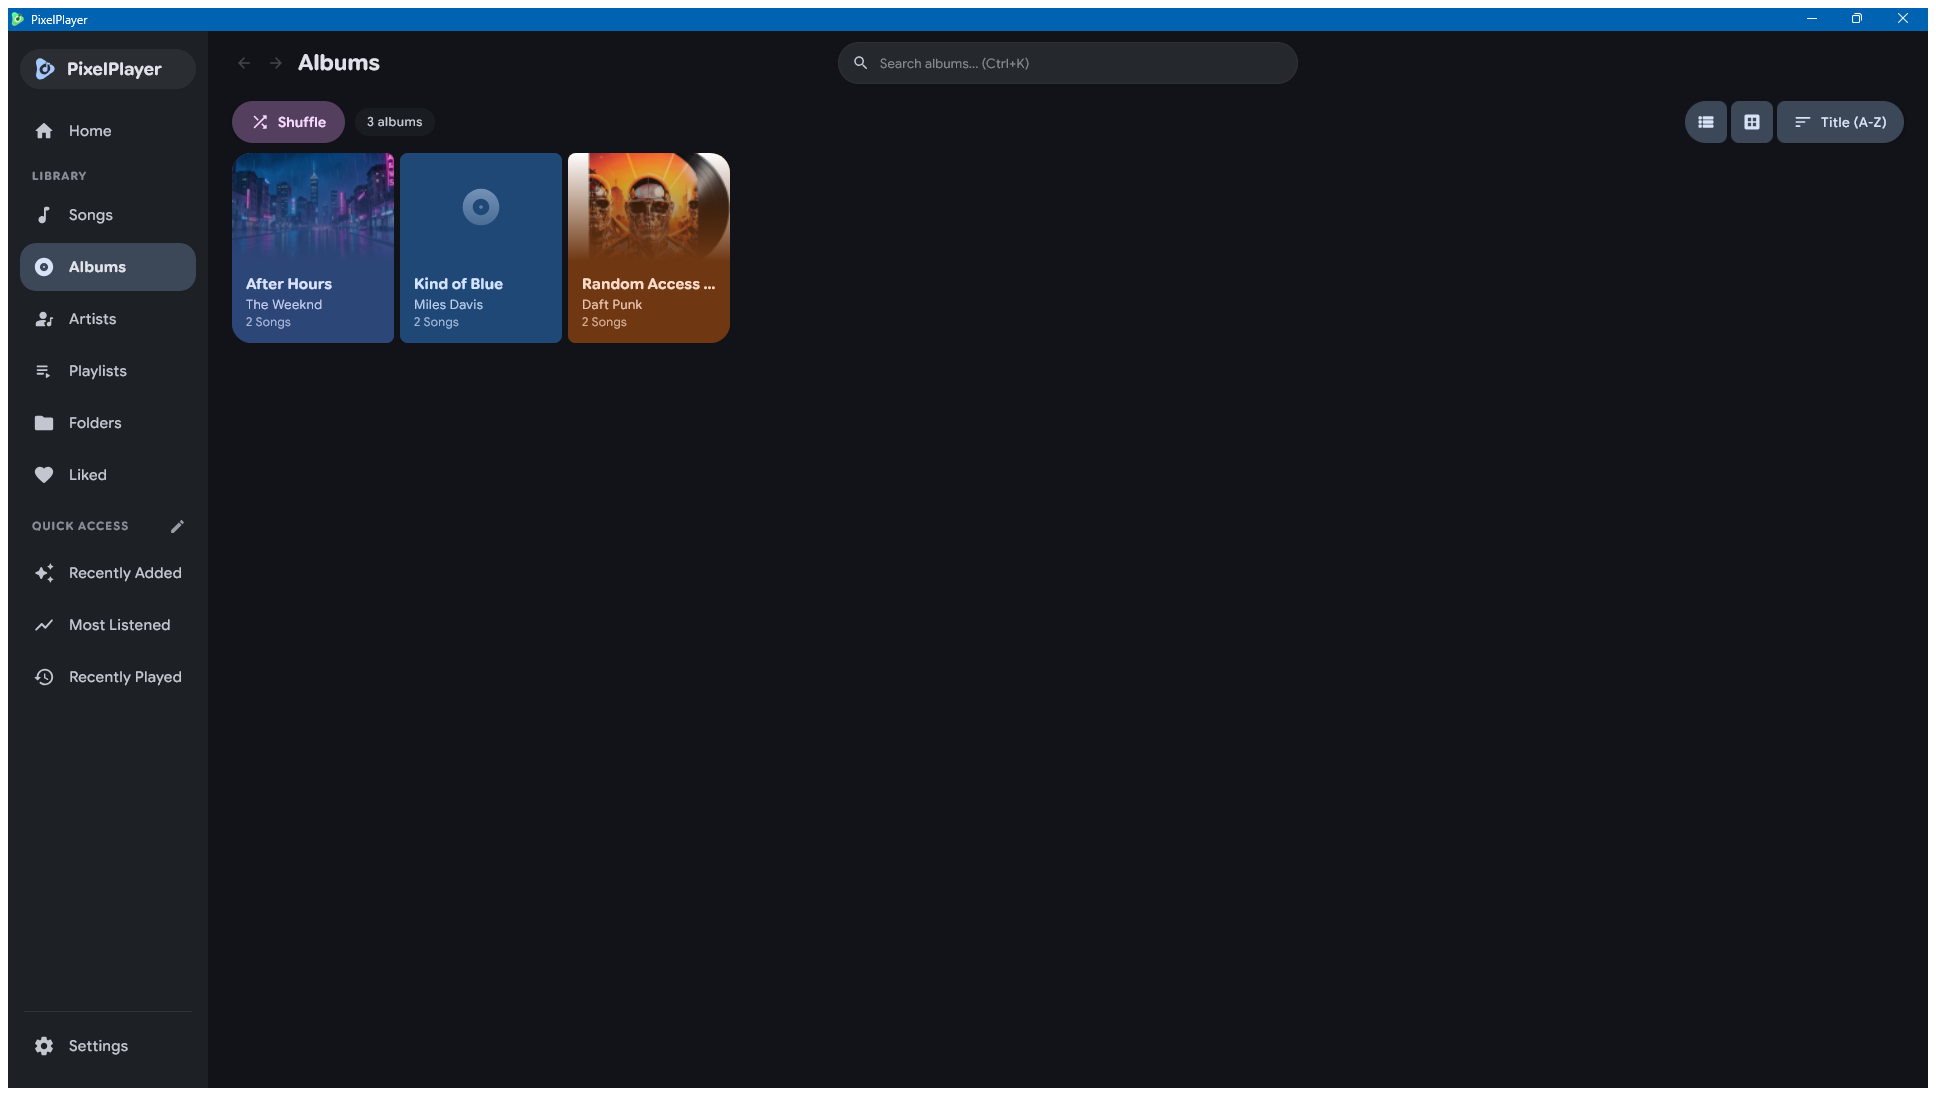 PixelPlayer
PixelPlayer
Home
LIBRARY
Songs
Albums
Artists
Playlists
Folders
Liked
QUICK ACCESS
Recently Added
Most Listened
Recently Played
Settings
Albums
Search albums... (Ctrl+K)
Shuffle
3 albums
Title (A-Z)
After Hours
The Weeknd
2 Songs
Kind of Blue
Miles Davis
2 Songs
Random Access ...
Daft Punk
2 Songs